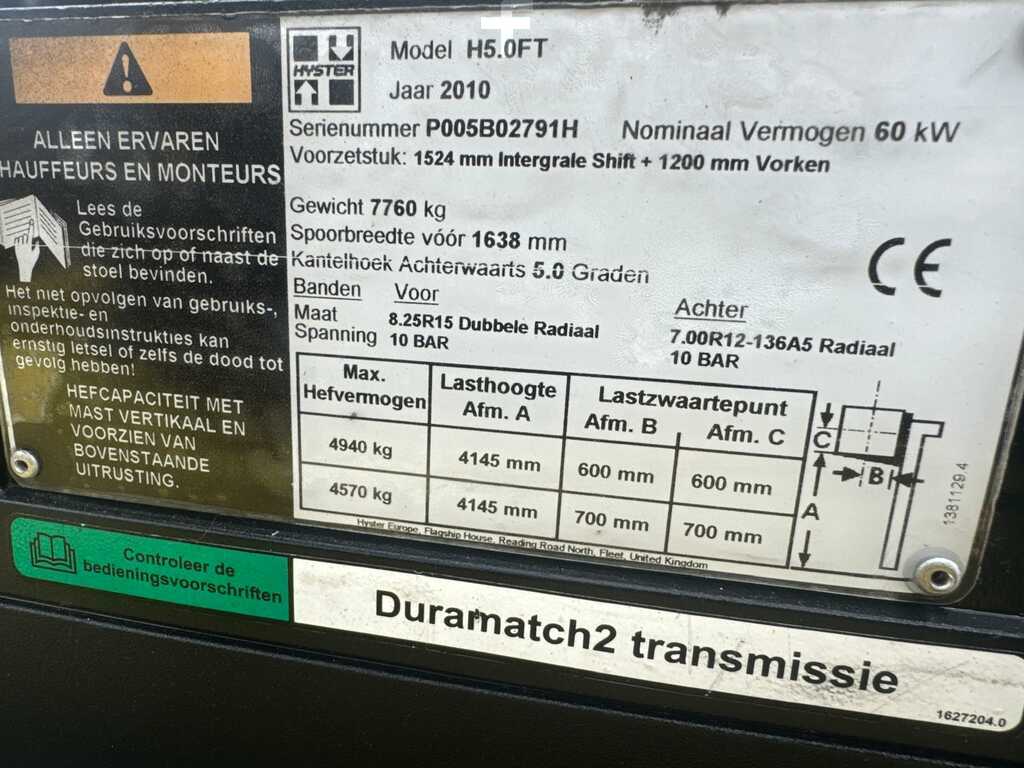 HYSTER
Model H5.0FT
Jaar 2010
Serienummer P005B02791H Nominaal Vermogen 60 kW
Voorzetstuk: 1524 mm Intergrale Shift + 1200 mm Vorken
Gewicht 7760 kg
Spoorbreedte vóór 1638 mm
Kantelhoek Achterwaarts 5.0 Graden
Banden Voor Achter
Maat 8.25R15 Dubbele Radiaal 7.00R12-136A5 Radiaal
Spanning 10 BAR 10 BAR
Max. Hefvermogen
Lasthoogte Afm. A
Lastzwaartepunt
Afm. B Afm. C
4940 kg 4145 mm 600 mm 600 mm
4570 kg 4145 mm 700 mm 700 mm
C
B
A
CE
1381129.4
Hyster Europe, Flagship House, Reading Road North, Fleet, United Kingdom
ALLEEN ERVAREN
HAUFFEURS EN MONTEURS
Lees de
Gebruiksvoorschriften
die zich op of naast de
stoel bevinden.
Het niet opvolgen van gebruiks-,
inspektie- en
onderhoudsinstrukties kan
ernstig letsel of zelfs de dood tot
gevolg hebben!
HEFCAPACITEIT MET
MAST VERTIKAAL EN
VOORZIEN VAN
BOVENSTAANDE
UITRUSTING.
Controleer de
bedieningsvoorschriften
Duramatch2 transmissie
1627204.0